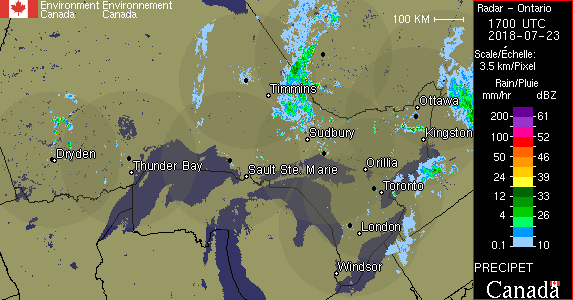 Environment Environnement
Canada Canada
100 KM
Timmins
Ottawa
Sudbury
Kingston
Dryden
Thunder Bay
Sault Ste. Marie
Orillia
Toronto
London
Windsor
Radar - Ontario
1700 UTC
2018-07-23
Scale/Échelle:
3.5 km/Pixel
Rain/Pluie
mm/hr dBZ
200 61
100 52
50 46
24 39
12 33
4 26
0.1 10
PRECIPET
Canada